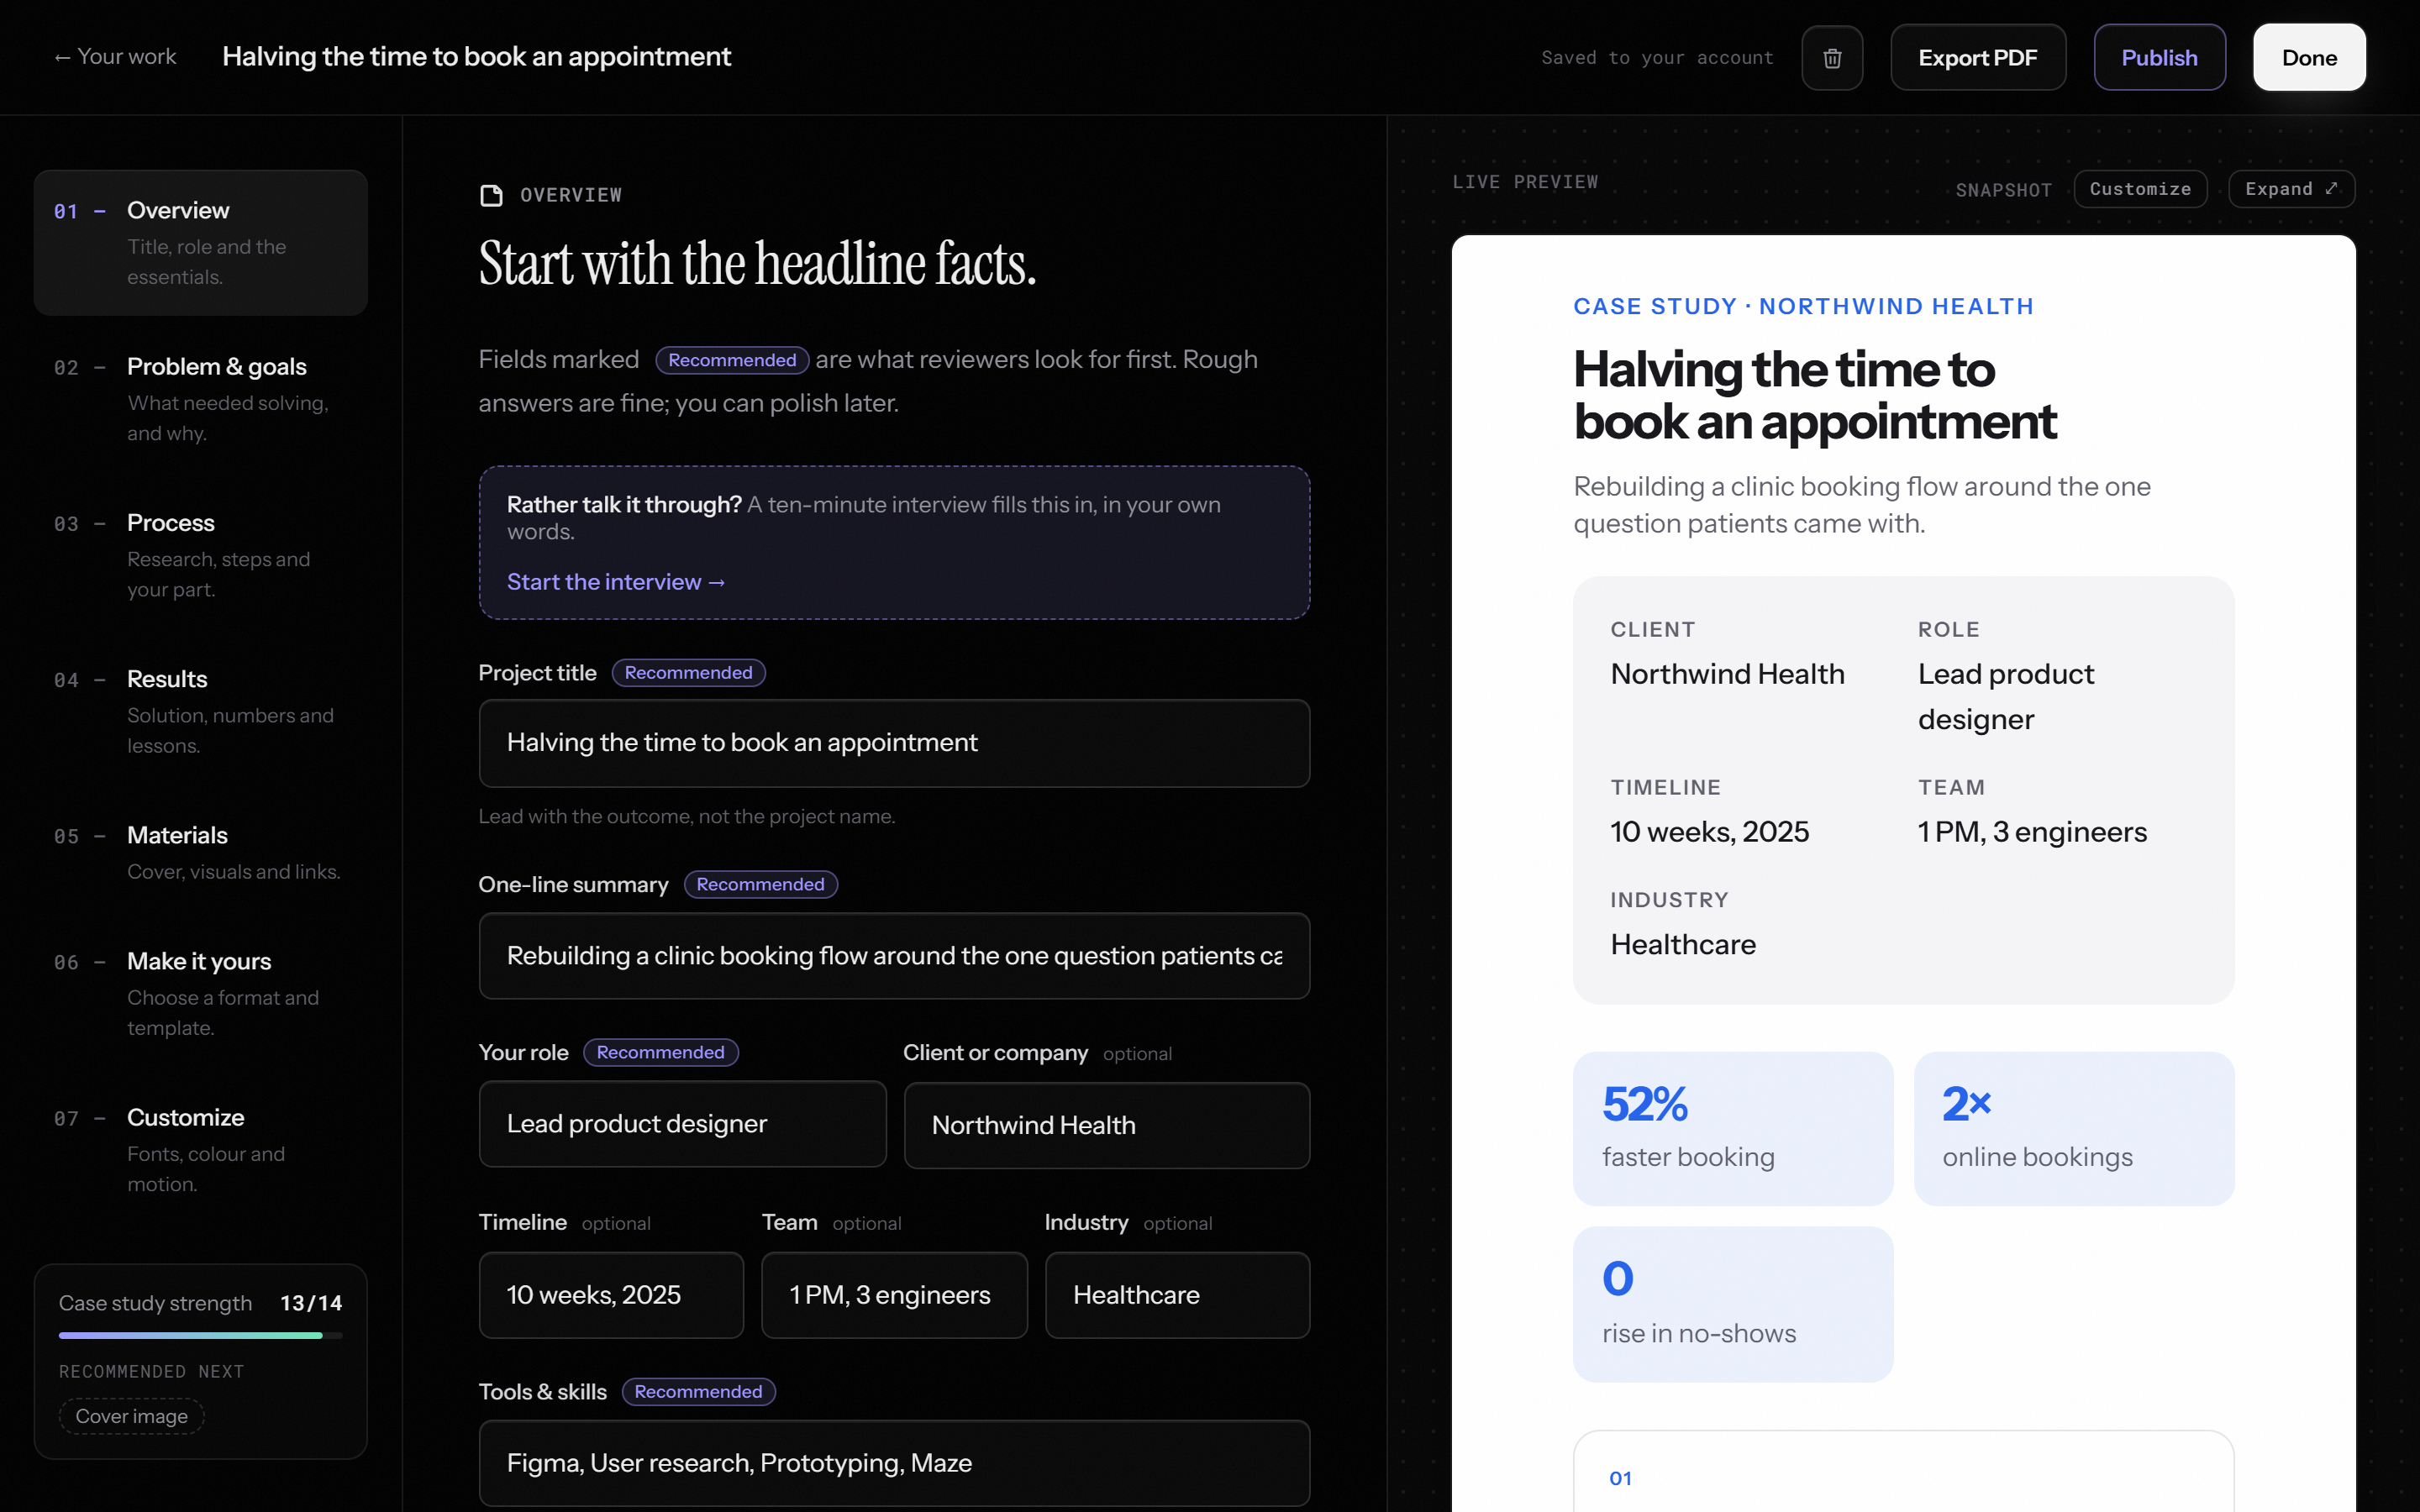 ← Your work
Halving the time to book an appointment
Saved to your account
Export PDF
Publish
Done
01 – Overview
Title, role and the
essentials.
02 – Problem & goals
What needed solving,
and why.
03 – Process
Research, steps and
your part.
04 – Results
Solution, numbers and
lessons.
05 – Materials
Cover, visuals and links.
06 – Make it yours
Choose a format and
template.
07 – Customize
Fonts, colour and
motion.
Case study strength 13/14
RECOMMENDED NEXT
Cover image
OVERVIEW
Start with the headline facts.
Fields marked Recommended are what reviewers look for first. Rough
answers are fine; you can polish later.
Rather talk it through? A ten-minute interview fills this in, in your own
words.
Start the interview →
Project title Recommended
Halving the time to book an appointment
Lead with the outcome, not the project name.
One-line summary Recommended
Rebuilding a clinic booking flow around the one question patients ca
Your role Recommended
Lead product designer
Client or company optional
Northwind Health
Timeline optional
10 weeks, 2025
Team optional
1 PM, 3 engineers
Industry optional
Healthcare
Tools & skills Recommended
Figma, User research, Prototyping, Maze
LIVE PREVIEW
SNAPSHOT
Customize
Expand ⤢
CASE STUDY · NORTHWIND HEALTH
Halving the time to
book an appointment
Rebuilding a clinic booking flow around the one
question patients came with.
CLIENT
Northwind Health
ROLE
Lead product
designer
TIMELINE
10 weeks, 2025
TEAM
1 PM, 3 engineers
INDUSTRY
Healthcare
52%
faster booking
2×
online bookings
0
rise in no-shows
01